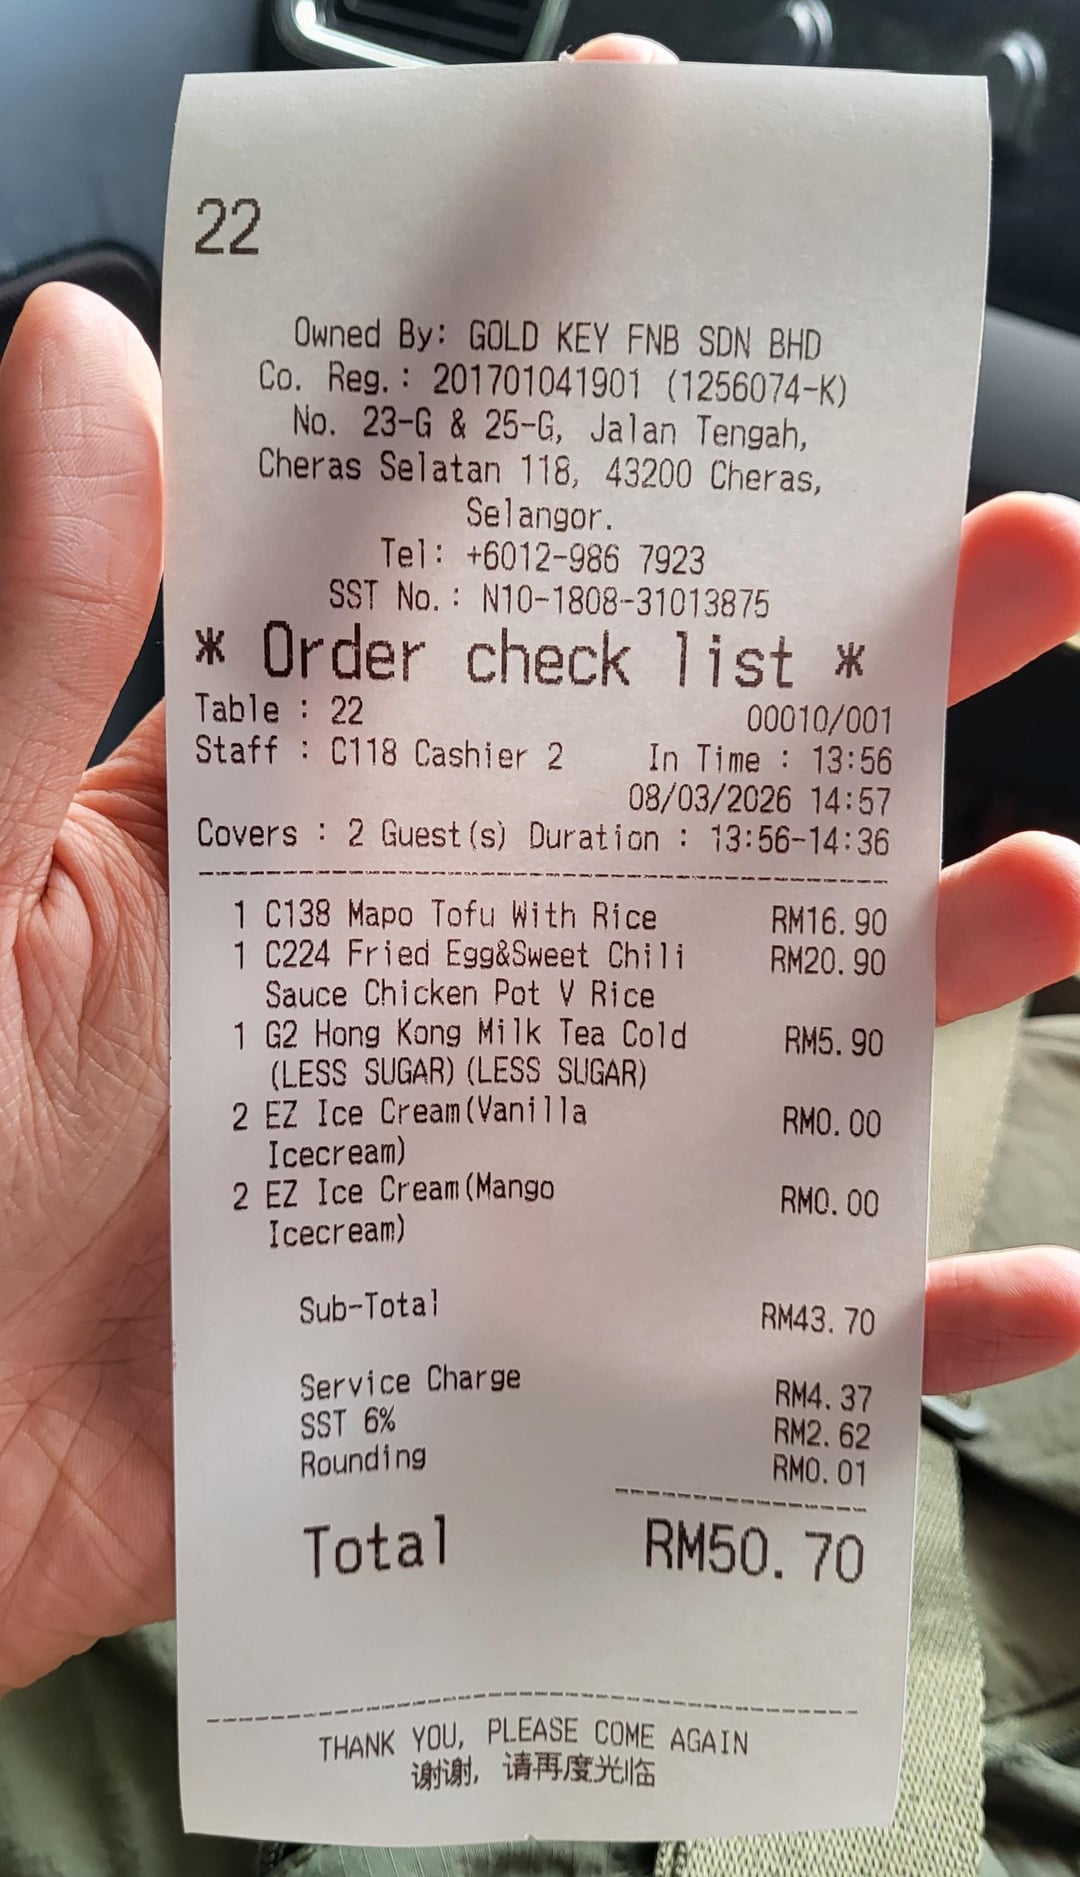 22
Owned By: GOLD KEY FNB SDN BHD
Co. Reg.: 201701041901 (1256074-K)
No. 23-G & 25-G, Jalan Tengah,
Cheras Selatan 118, 43200 Cheras,
Selangor.
Tel: +6012-986 7923
SST No.: N10-1808-31013875
* Order check list *
Table : 22 00010/001
Staff : C118 Cashier 2 In Time : 13:56
08/03/2026 14:57
Covers : 2 Guest(s) Duration : 13:56-14:36
1 C138 Mapo Tofu With Rice RM16.90
1 C224 Fried Egg&Sweet Chili RM20.90
Sauce Chicken Pot V Rice
1 G2 Hong Kong Milk Tea Cold RM5.90
(LESS SUGAR)(LESS SUGAR)
2 EZ Ice Cream(Vanilla RM0.00
Icecream)
2 EZ Ice Cream(Mango RM0.00
Icecream)
Sub-Total RM43.70
Service Charge RM4.37
SST 6% RM2.62
Rounding RM0.01
Total RM50.70
THANK YOU, PLEASE COME AGAIN
谢谢, 请再度光临